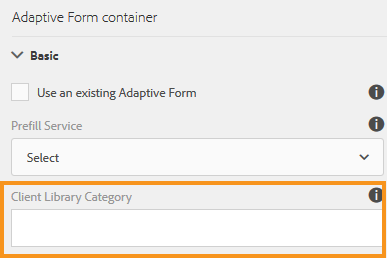 Adaptive Form container
Basic
Use an existing Adaptive Form
Prefill Service
Select
Client Library Category